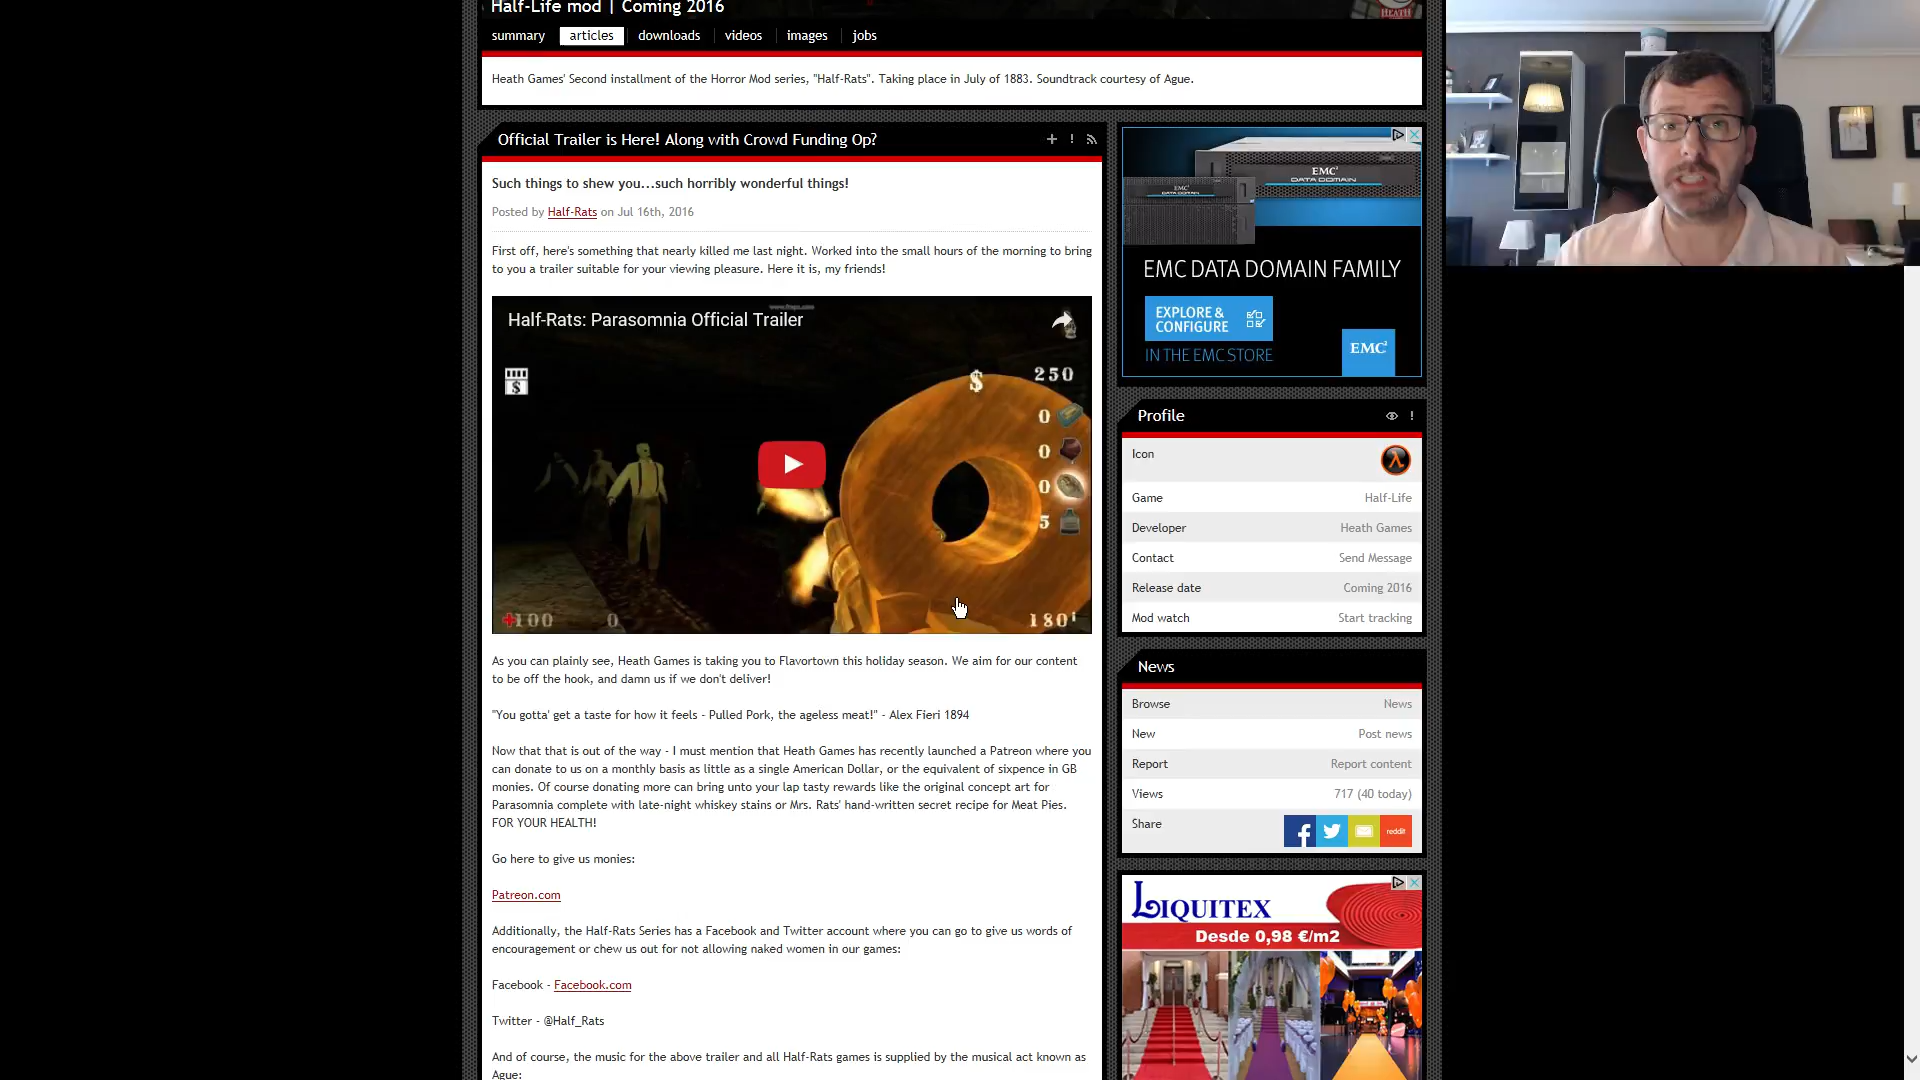 Half-Life mod | Coming 2016
HEATH
summary articles downloads videos images jobs
Heath Games' Second installment of the Horror Mod series, "Half-Rats". Taking place in July of 1883. Soundtrack courtesy of Ague.
Official Trailer is Here! Along with Crowd Funding Op?
Such things to shew you...such horribly wonderful things!
Posted by Half-Rats on Jul 16th, 2016
First off, here's something that nearly killed me last night. Worked into the small hours of the morning to bring
to you a trailer suitable for your viewing pleasure. Here it is, my friends!
Half-Rats: Parasomnia Official Trailer
$
$ 250
0
0
0
5
+100 0 180
As you can plainly see, Heath Games is taking you to Flavortown this holiday season. We aim for our content
to be off the hook, and damn us if we don't deliver!
"You gotta' get a taste for how it feels - Pulled Pork, the ageless meat!" - Alex Fieri 1894
Now that that is out of the way - I must mention that Heath Games has recently launched a Patreon where you
can donate to us on a monthly basis as little as a single American Dollar, or the equivalent of sixpence in GB
monies. Of course donating more can bring unto your lap tasty rewards like the original concept art for
Parasomnia complete with late-night whiskey stains or Mrs. Rats' hand-written secret recipe for Meat Pies.
FOR YOUR HEALTH!
Go here to give us monies:
Patreon.com
Additionally, the Half-Rats Series has a Facebook and Twitter account where you can go to give us words of
encouragement or chew us out for not allowing naked women in our games:
Facebook - Facebook.com
Twitter - @Half_Rats
And of course, the music for the above trailer and all Half-Rats games is supplied by the musical act known as
Ague:
EMC²
DATA DOMAIN
EMC²
DATA DOMAIN
EMC DATA DOMAIN FAMILY
EXPLORE &
CONFIGURE
IN THE EMC STORE
EMC²
Profile
Icon
Game Half-Life
Developer Heath Games
Contact Send Message
Release date Coming 2016
Mod watch Start tracking
News
Browse News
New Post news
Report Report content
Views 717 (40 today)
Share
reddit
LIQUITEX
Desde 0,98 €/m2